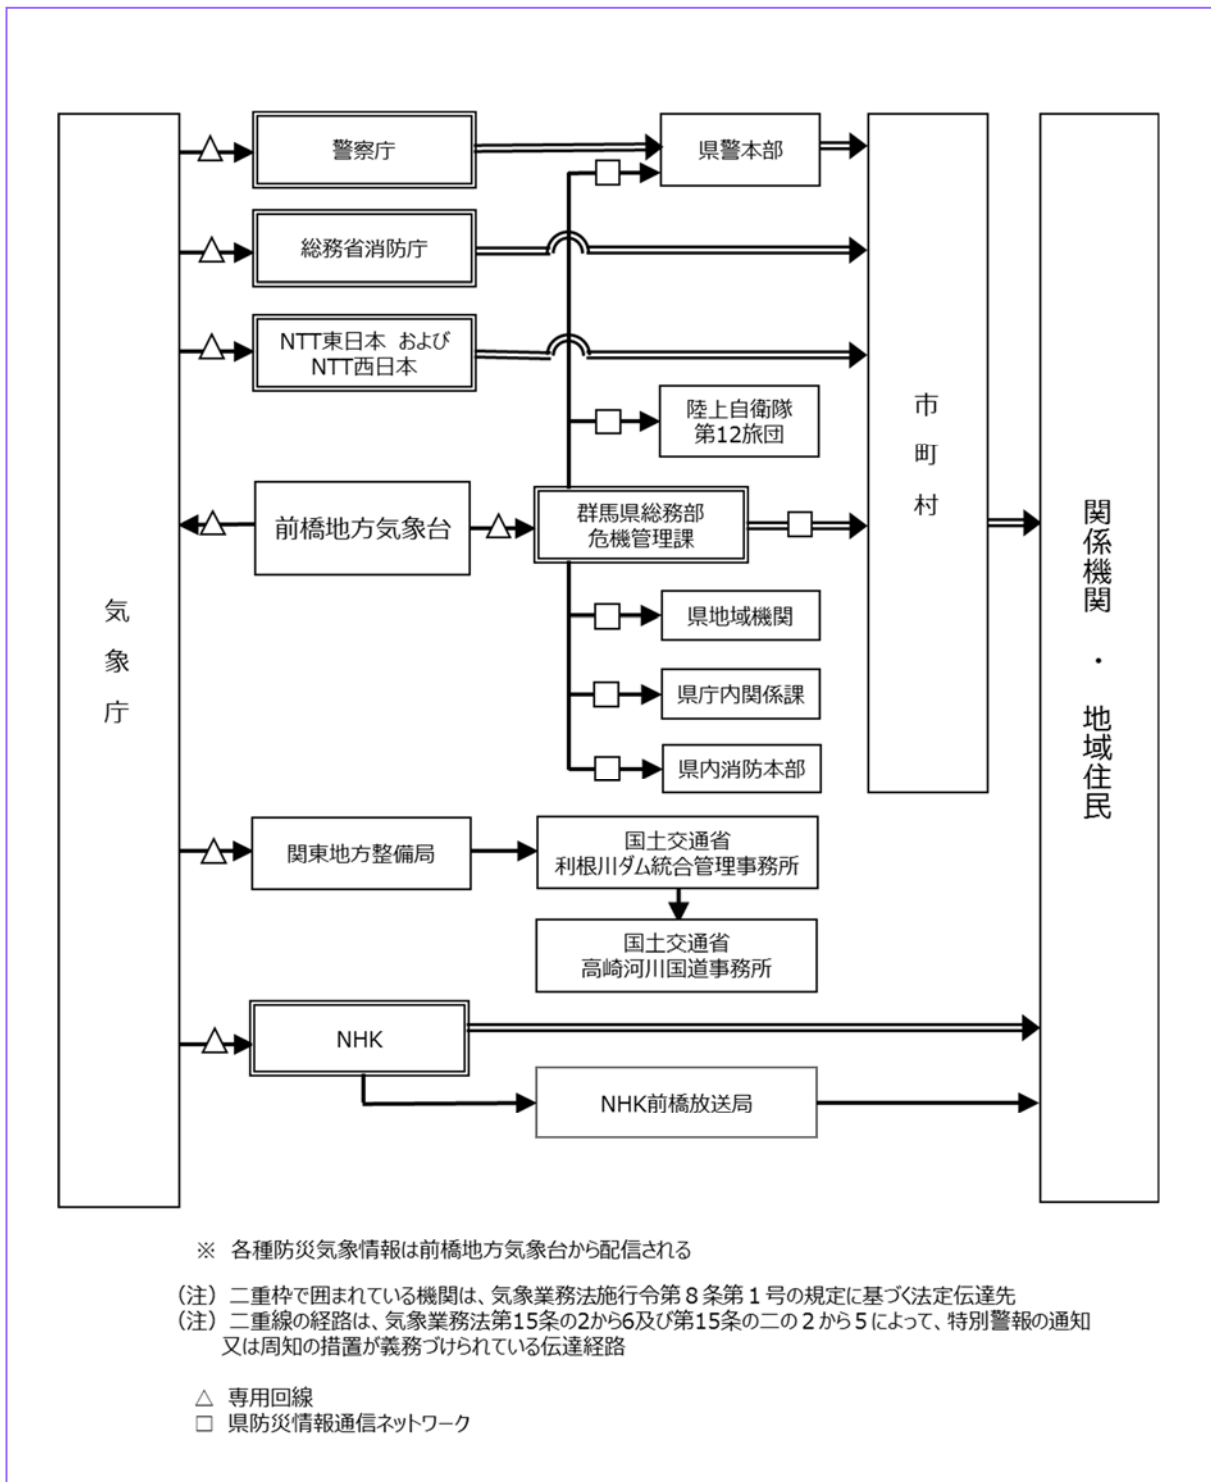 気象庁
警察庁
県警本部
総務省消防庁
NTT東日本 および
NTT西日本
陸上自衛隊
第12旅団
市町村
前橋地方気象台
群馬県総務部
危機管理課
関係機関・地域住民
県地域機関
県庁内関係課
県内消防本部
関東地方整備局
国土交通省
利根川ダム統合管理事務所
国土交通省
高崎河川国道事務所
NHK
NHK前橋放送局
※ 各種防災気象情報は前橋地方気象台から配信される
(注) 二重枠で囲まれている機関は、気象業務法施行令第8条第1号の規定に基づく法定伝達先
(注) 二重線の経路は、気象業務法第15条の2から6及び第15条の二の2から5によって、特別警報の通知
又は周知の措置が義務づけられている伝達経路
△ 専用回線
□ 県防災情報通信ネットワーク